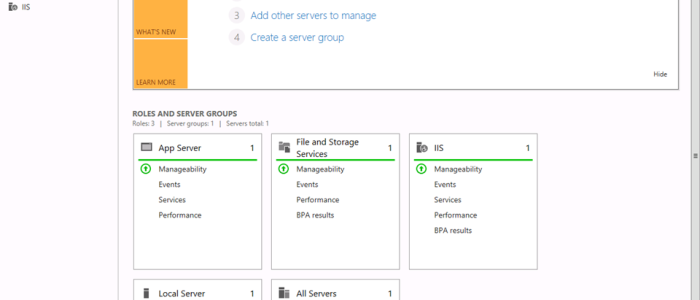 IIS
3 Add other servers to manage
4 Create a server group
WHAT'S NEW
LEARN MORE
Hide
ROLES AND SERVER GROUPS
Roles: 3 | Server groups: 1 | Servers total: 1
App Server 1
Manageability
Events
Services
Performance
File and Storage
Services 1
Manageability
Events
Performance
BPA results
IIS 1
Manageability
Events
Services
Performance
BPA results
Local Server 1
All Servers 1